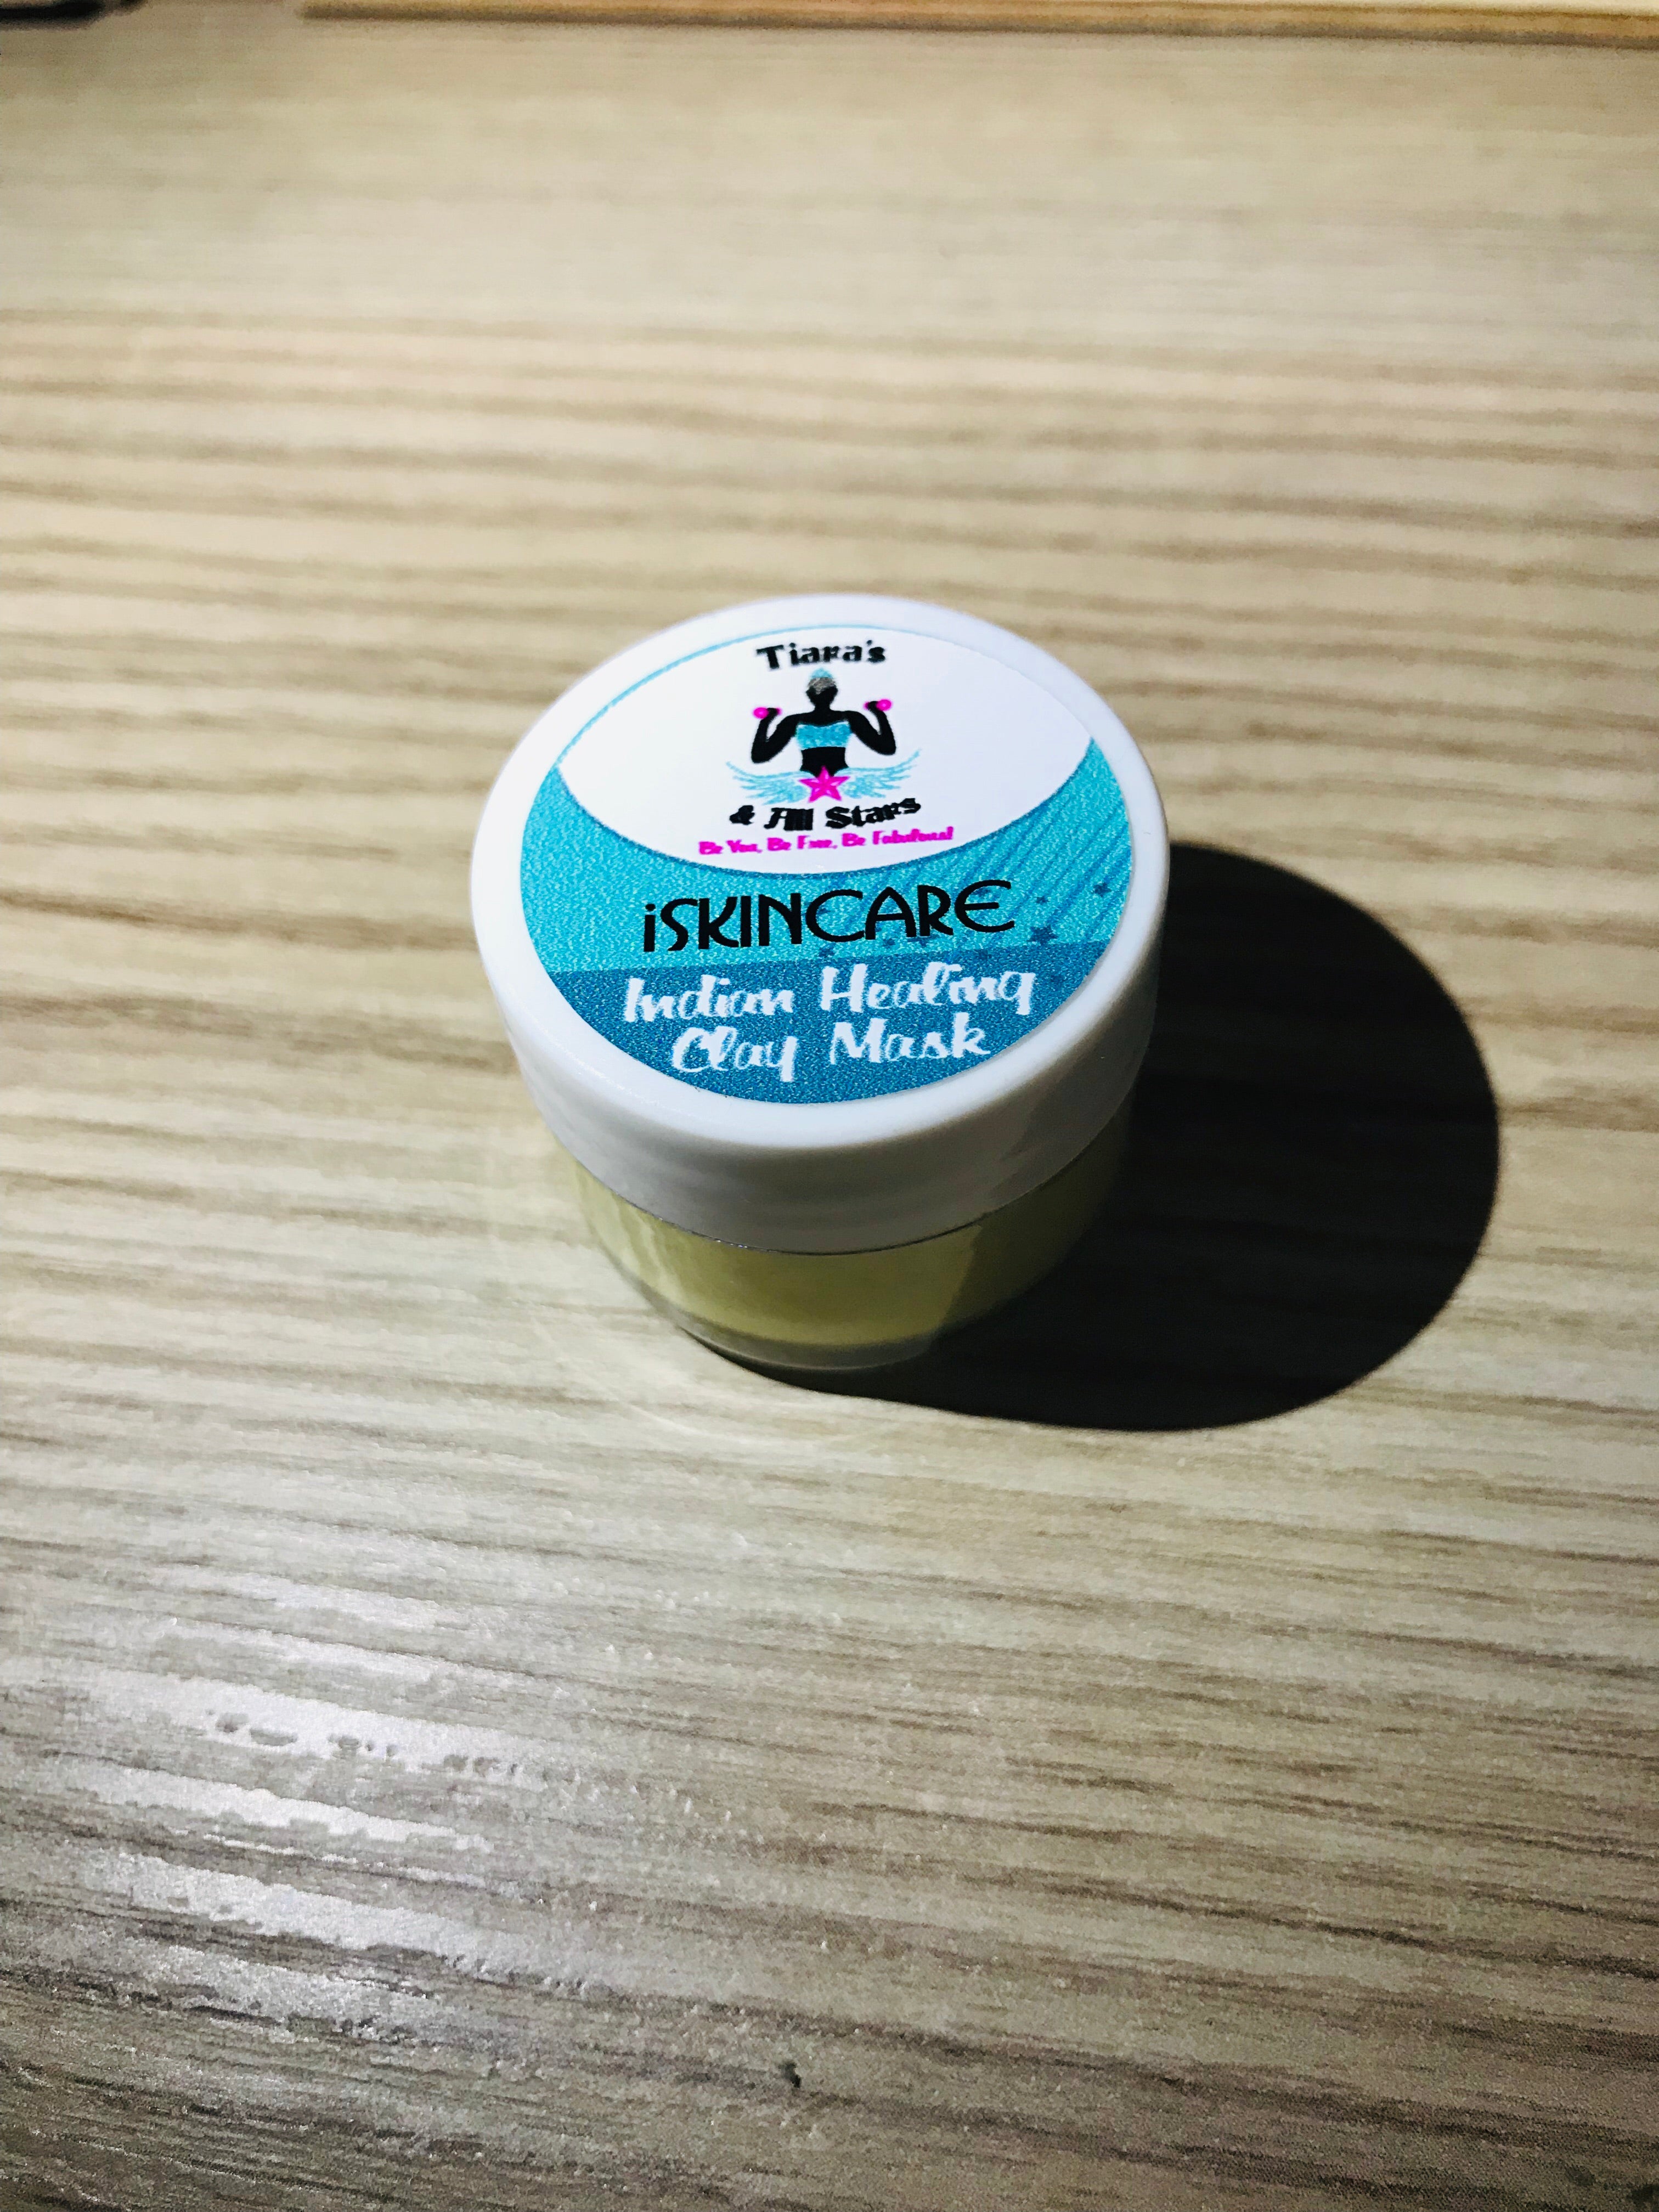 Tiara's
& All Stars
Be You, Be Free, Be Fabulous!
iSKINCARE
Indian Healing
Clay Mask